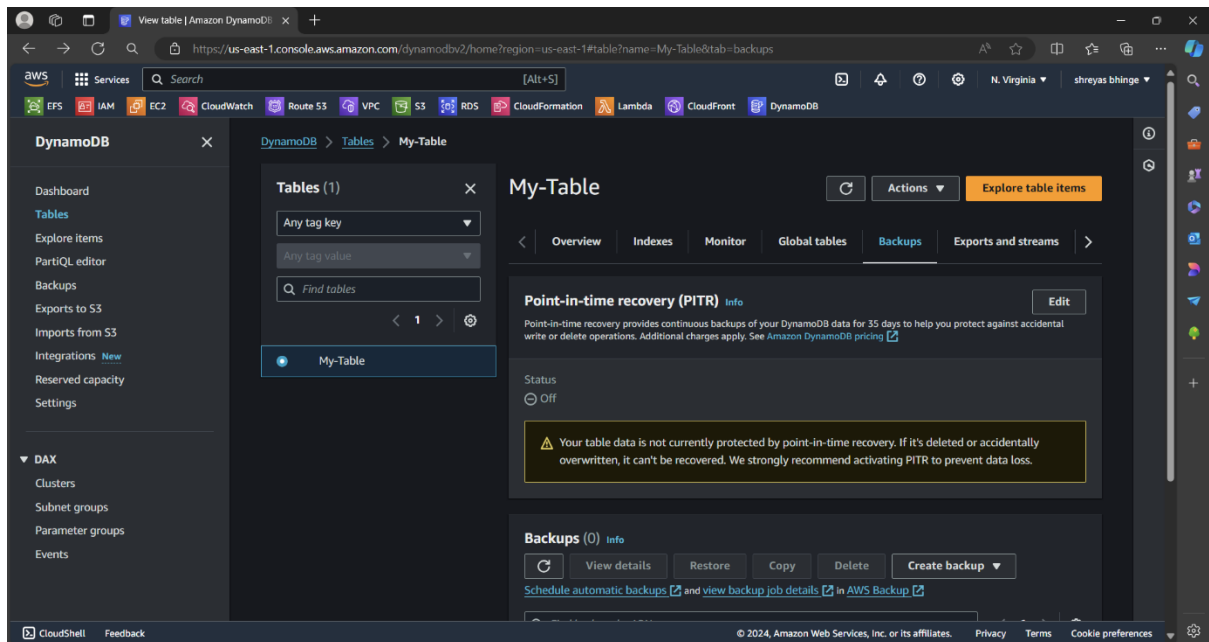 View table | Amazon DynamoDB
https://us-east-1.console.aws.amazon.com/dynamodbv2/home?region=us-east-1#table?name=My-Table&tab=backups
aws Services Search [Alt+S] N. Virginia ▼ shreyas bhinge ▼
EFS IAM EC2 CloudWatch Route 53 VPC S3 RDS CloudFormation Lambda CloudFront DynamoDB
DynamoDB
Dashboard
Tables
Explore items
PartiQL editor
Backups
Exports to S3
Imports from S3
Integrations New
Reserved capacity
Settings
DAX
Clusters
Subnet groups
Parameter groups
Events
DynamoDB > Tables > My-Table
Tables (1)
Any tag key
Any tag value
Find tables
1
My-Table
My-Table
Actions ▼ Explore table items
Overview Indexes Monitor Global tables Backups Exports and streams
Point-in-time recovery (PITR) Info Edit
Point-in-time recovery provides continuous backups of your DynamoDB data for 35 days to help you protect against accidental
write or delete operations. Additional charges apply. See Amazon DynamoDB pricing
Status
Off
Your table data is not currently protected by point-in-time recovery. If it's deleted or accidentally
overwritten, it can't be recovered. We strongly recommend activating PITR to prevent data loss.
Backups (0) Info
View details Restore Copy Delete Create backup ▼
Schedule automatic backups and view backup job details in AWS Backup
CloudShell Feedback © 2024, Amazon Web Services, Inc. or its affiliates. Privacy Terms Cookie preferences